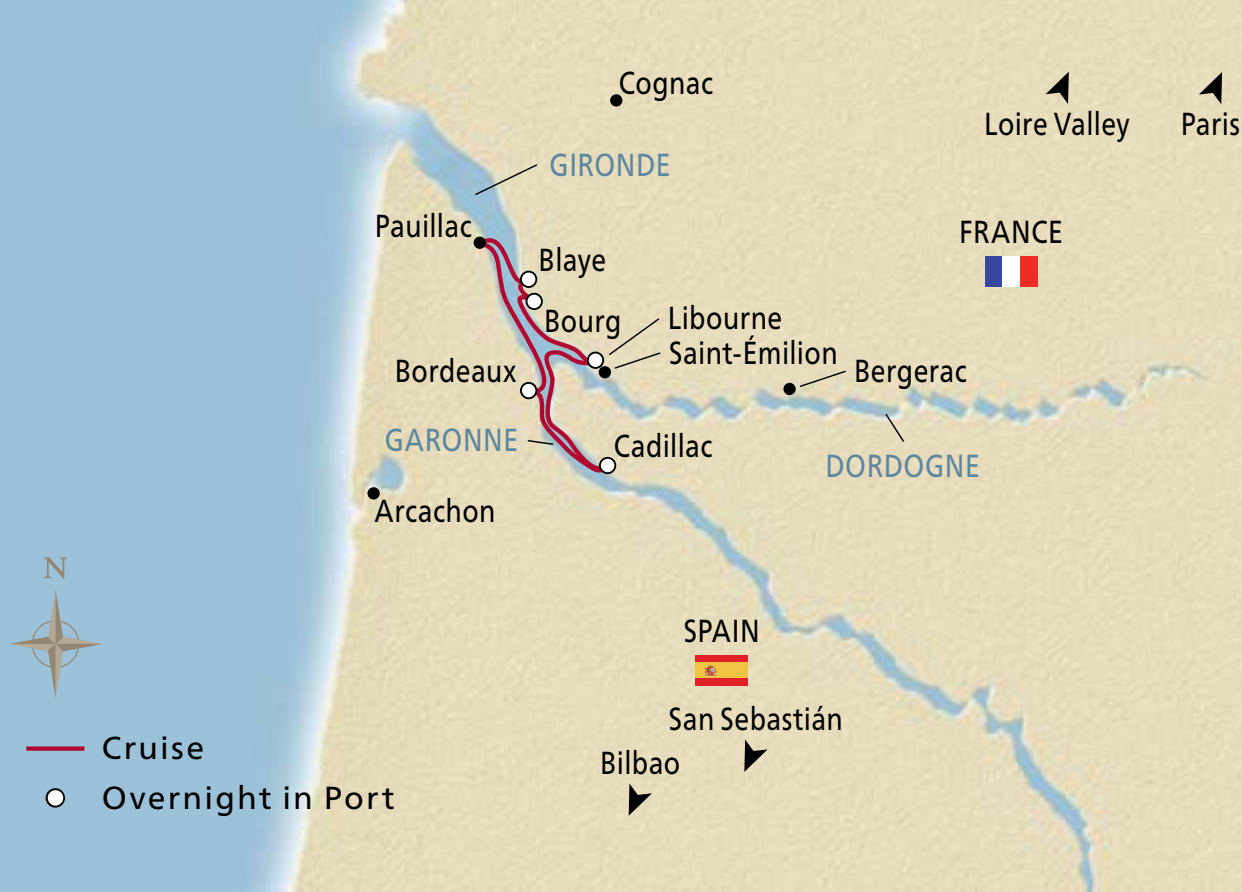 Cognac
Loire Valley
Paris
GIRONDE
Pauillac
FRANCE
Blaye
Bourg
Libourne
Saint-Émilion
Bordeaux
Bergerac
GARONNE
Cadillac
DORDOGNE
Arcachon
N
SPAIN
San Sebastián
Bilbao
Cruise
Overnight in Port